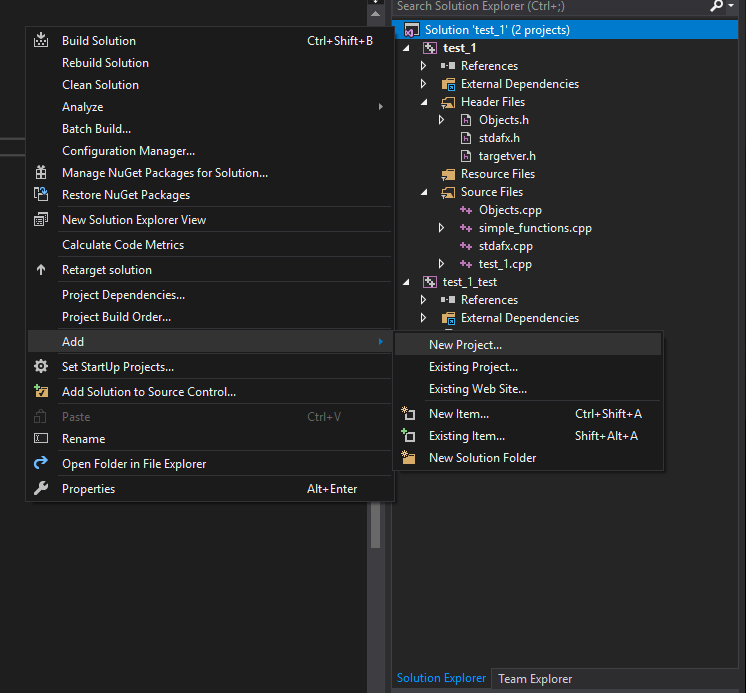 Search Solution Explorer (Ctrl+;)
Solution 'test_1' (2 projects)
test_1
References
External Dependencies
Header Files
Objects.h
stdafx.h
targetver.h
Resource Files
Source Files
Objects.cpp
simple_functions.cpp
stdafx.cpp
test_1.cpp
test_1_test
References
External Dependencies
Build Solution Ctrl+Shift+B
Rebuild Solution
Clean Solution
Analyze
Batch Build...
Configuration Manager...
Manage NuGet Packages for Solution...
Restore NuGet Packages
New Solution Explorer View
Calculate Code Metrics
Retarget solution
Project Dependencies...
Project Build Order...
Add
Set StartUp Projects...
Add Solution to Source Control...
Paste Ctrl+V
Rename
Open Folder in File Explorer
Properties Alt+Enter
New Project...
Existing Project...
Existing Web Site...
New Item... Ctrl+Shift+A
Existing Item... Shift+Alt+A
New Solution Folder
Solution Explorer
Team Explorer